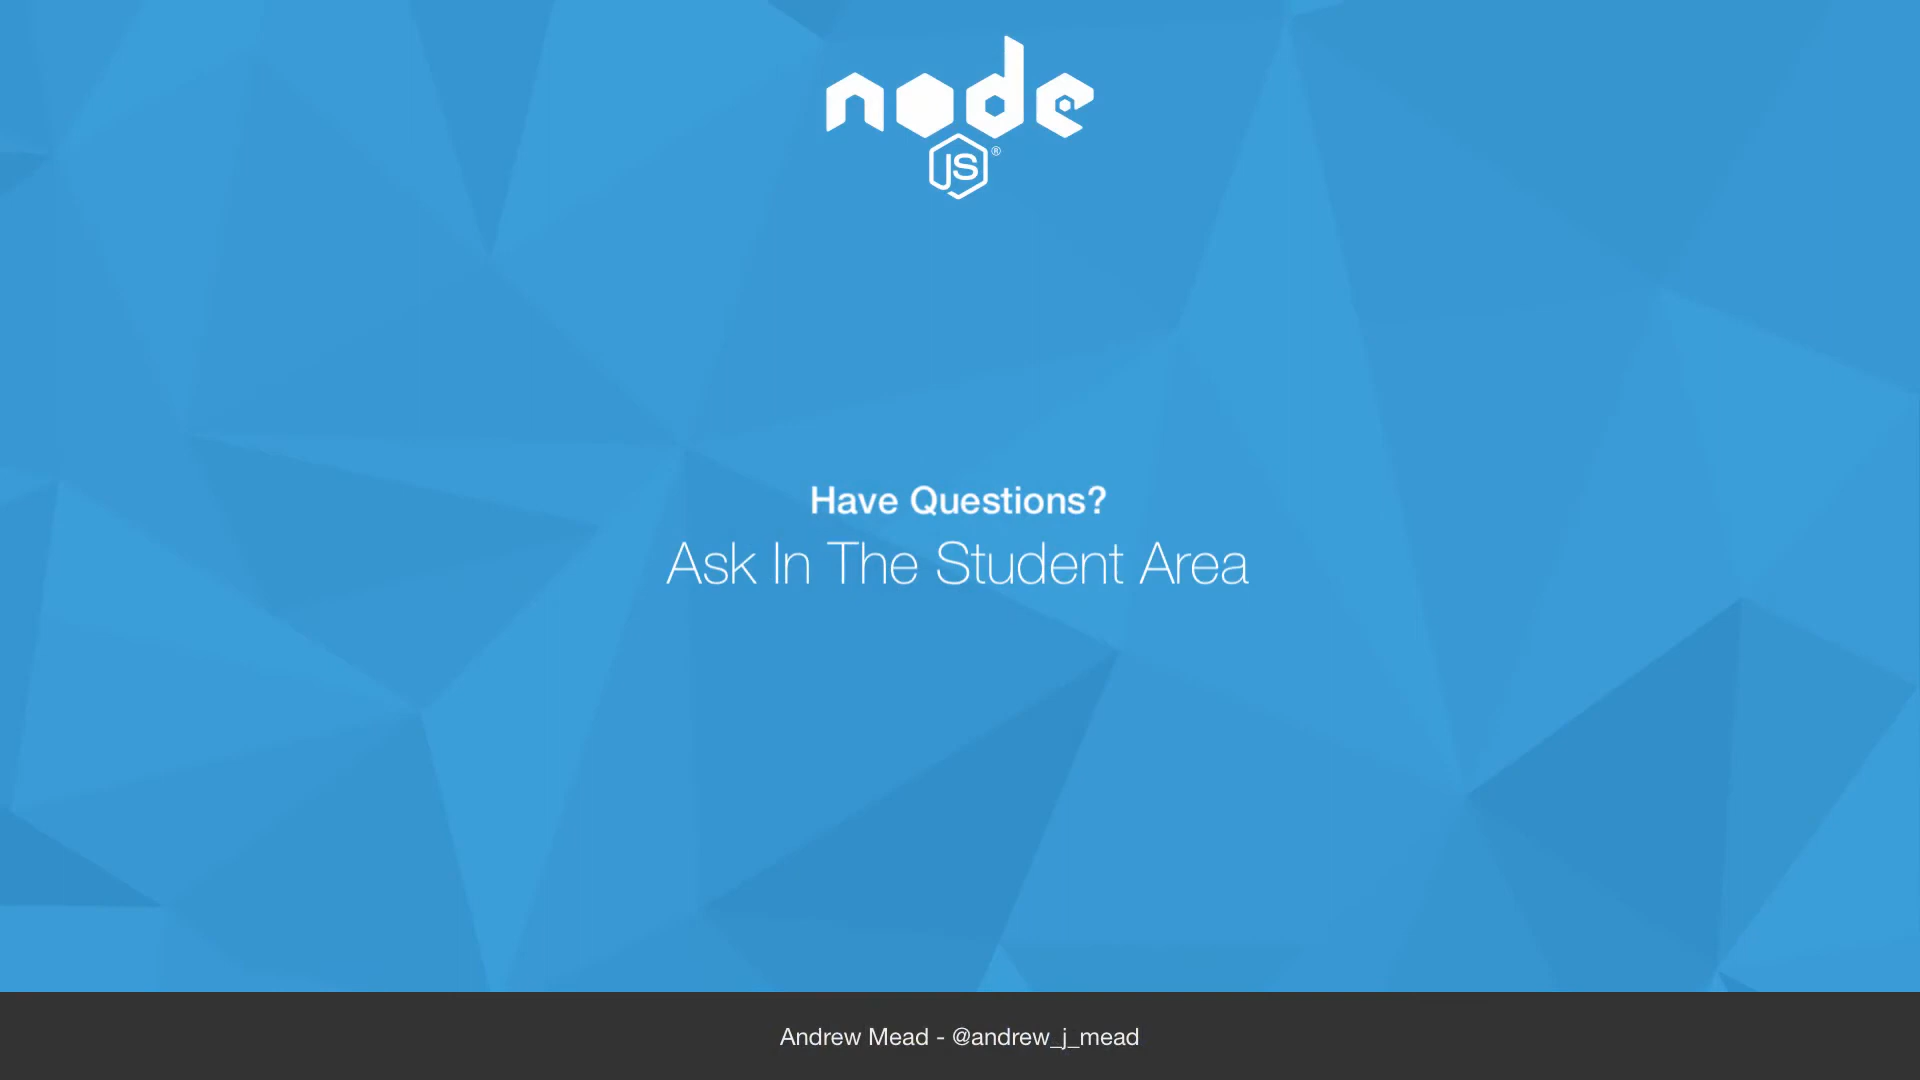 node
JS®
Have Questions?
Ask In The Student Area
Andrew Mead - @andrew_j_mead